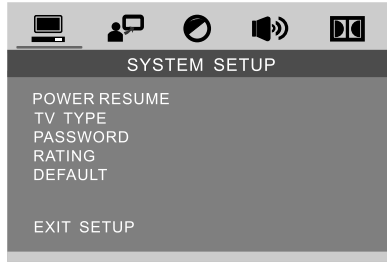 SYSTEM SETUP
POWER RESUME
TV TYPE
PASSWORD
RATING
DEFAULT
EXIT SETUP